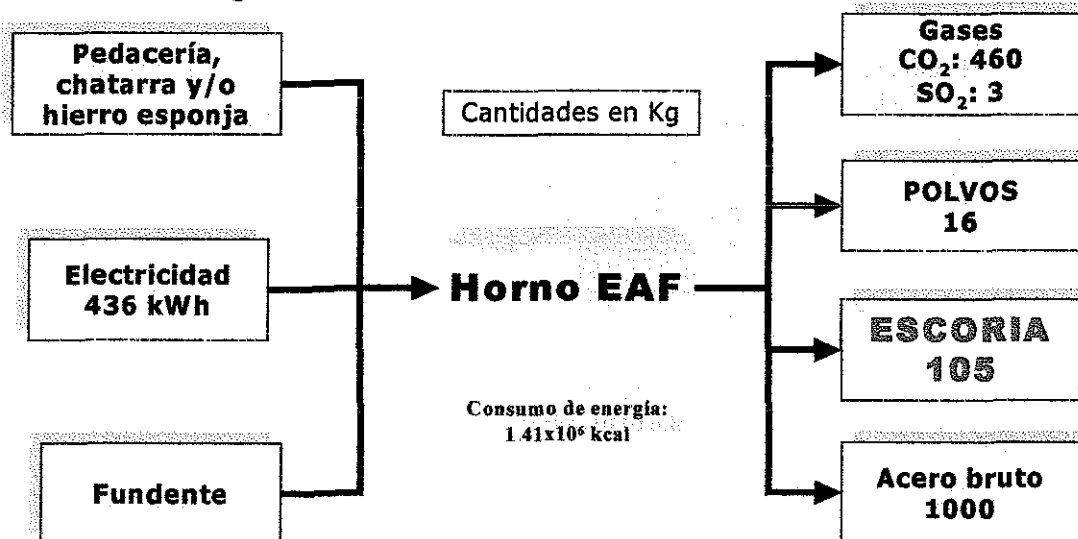 Pedacería,
chatarra y/o
hierro esponja
Electricidad
436 kWh
Fundente
Cantidades en Kg
Horno EAF
Consumo de energía:
1.41x10⁶ kcal
Gases
CO₂: 460
SO₂: 3
POLVOS
16
ESCORIA
105
Acero bruto
1000